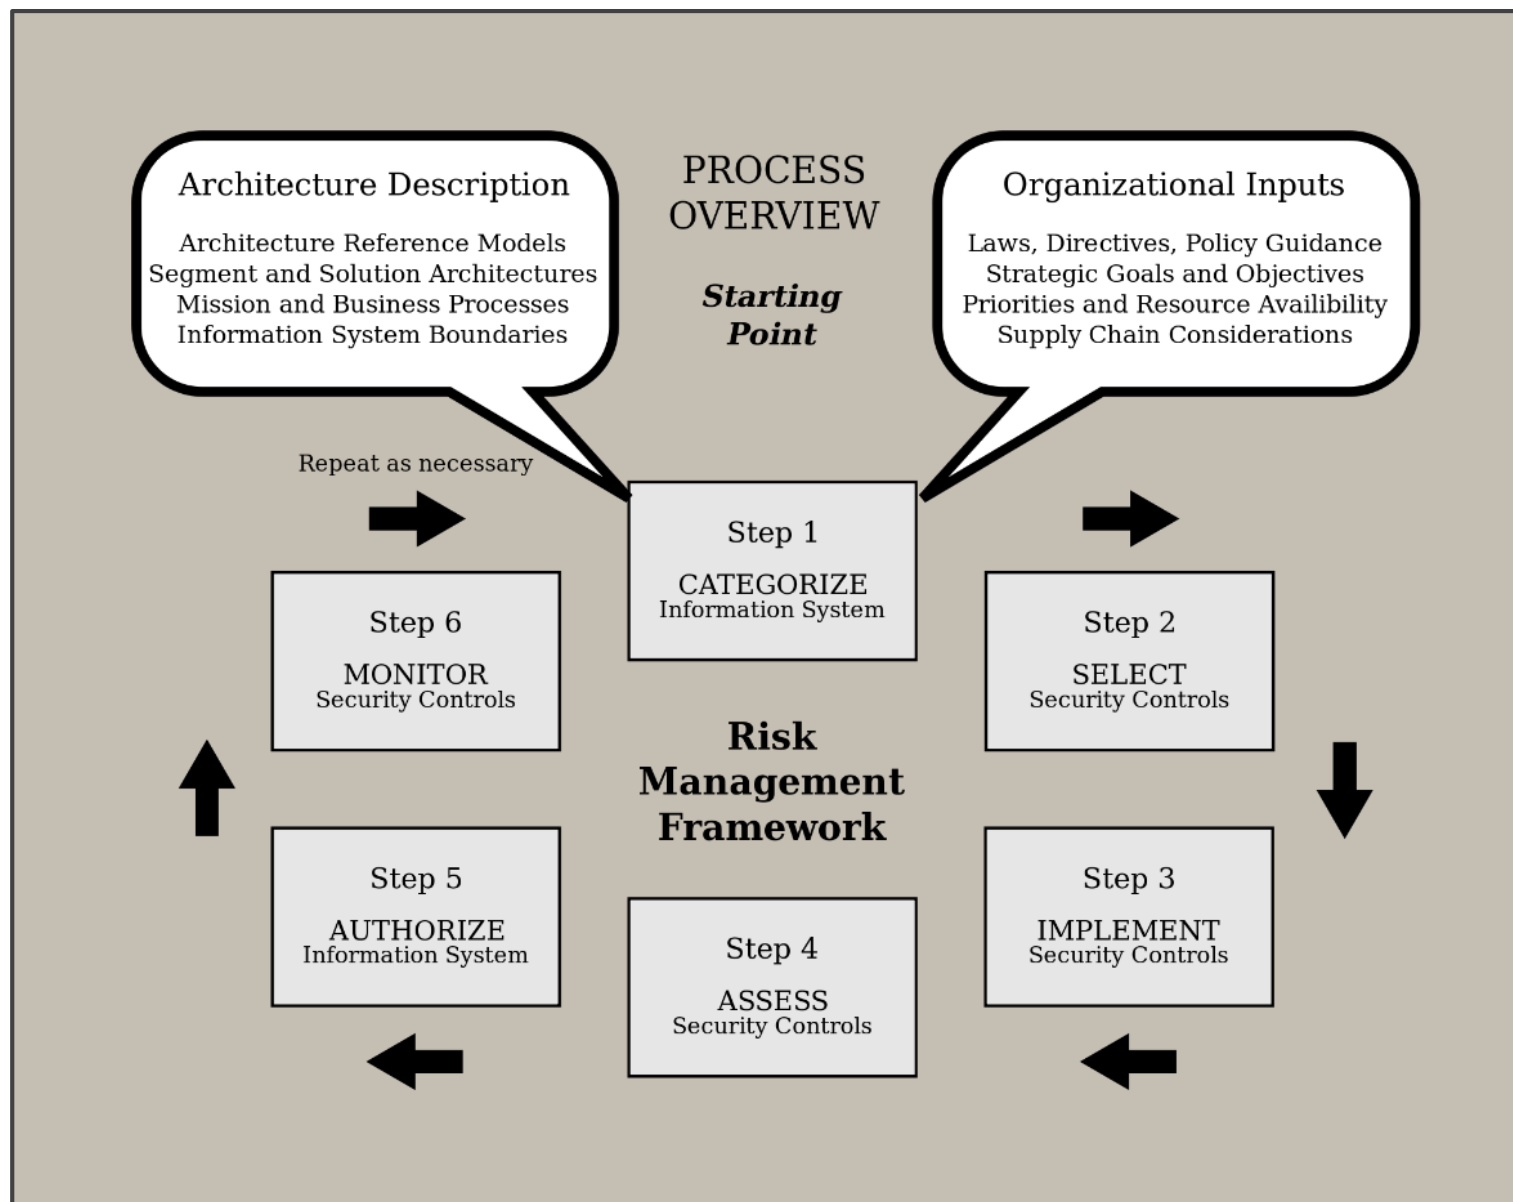 Architecture Description
Architecture Reference Models
Segment and Solution Architectures
Mission and Business Processes
Information System Boundaries
PROCESS
OVERVIEW
Starting
Point
Organizational Inputs
Laws, Directives, Policy Guidance
Strategic Goals and Objectives
Priorities and Resource Availibility
Supply Chain Considerations
Repeat as necessary
Step 1
CATEGORIZE
Information System
Step 2
SELECT
Security Controls
Step 3
IMPLEMENT
Security Controls
Step 4
ASSESS
Security Controls
Step 5
AUTHORIZE
Information System
Step 6
MONITOR
Security Controls
Risk
Management
Framework